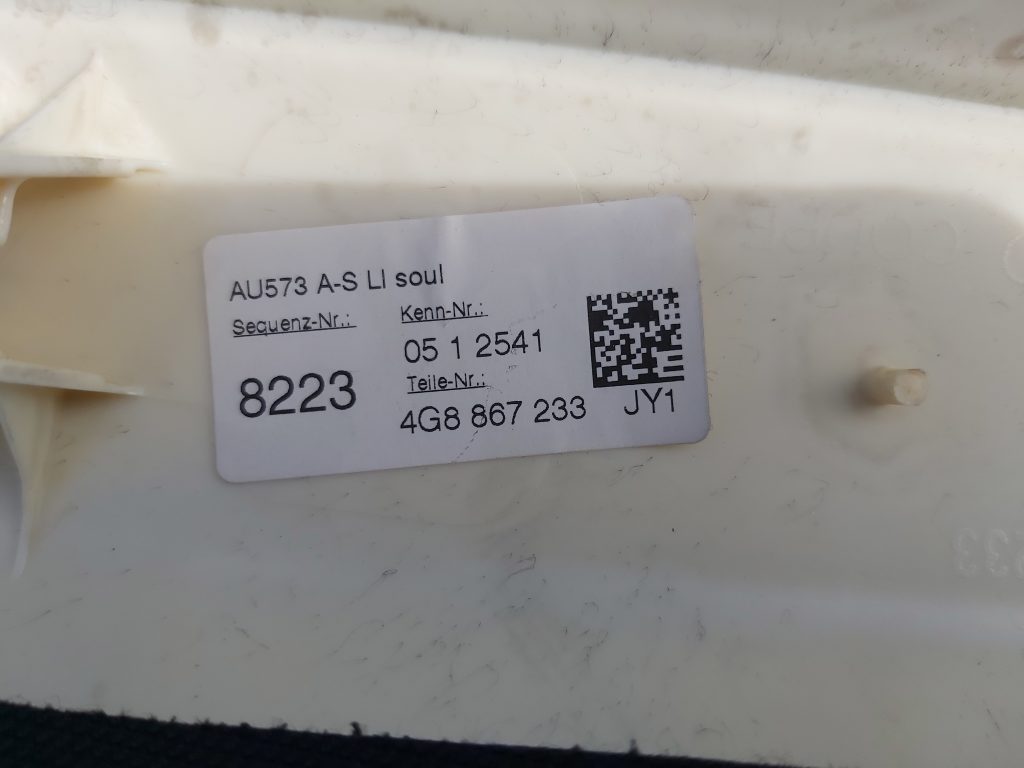 AU573 A-S LI soul
Sequenz-Nr.:
8223
Kenn-Nr.:
05 1 2541
Teile-Nr.:
4G8 867 233
JY1